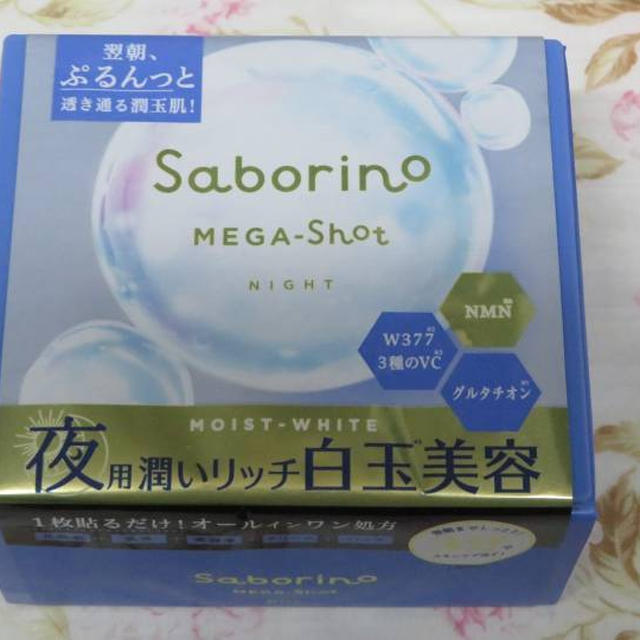 翌朝、
ぷるんっと
透き通る潤玉肌!
Saborino
MEGA-Shot
NIGHT
NMN
W377
3種のVC
グルタチオン
MOIST-WHITE
夜用潤いリッチ白玉美容
1枚貼るだけ!オールインワン処方
Saborino
MEGA-Shot